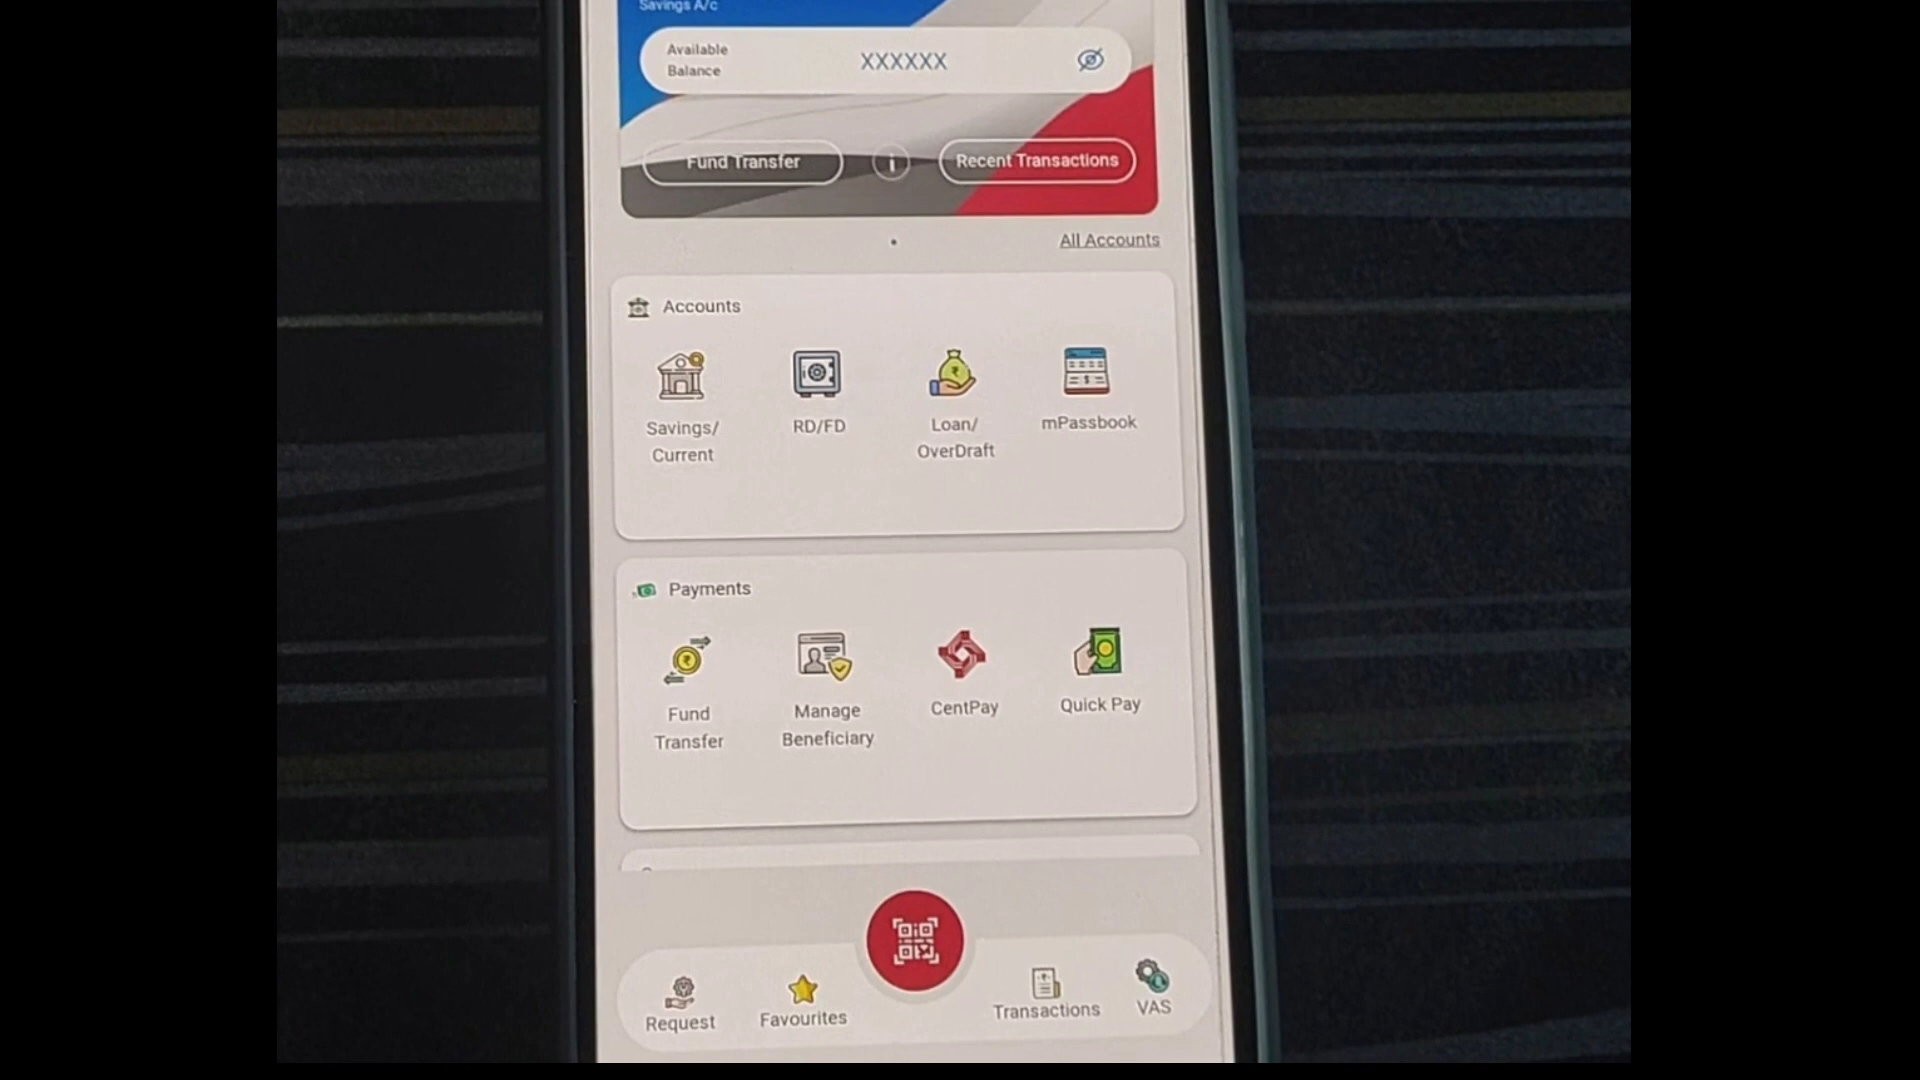 Savings A/c
Available
Balance
XXXXXX
Fund Transfer
i
Recent Transactions
All Accounts
Accounts
Savings/
Current
RD/FD
Loan/
OverDraft
mPassbook
Payments
Fund
Transfer
Manage
Beneficiary
CentPay
Quick Pay
Request
Favourites
Transactions
VAS